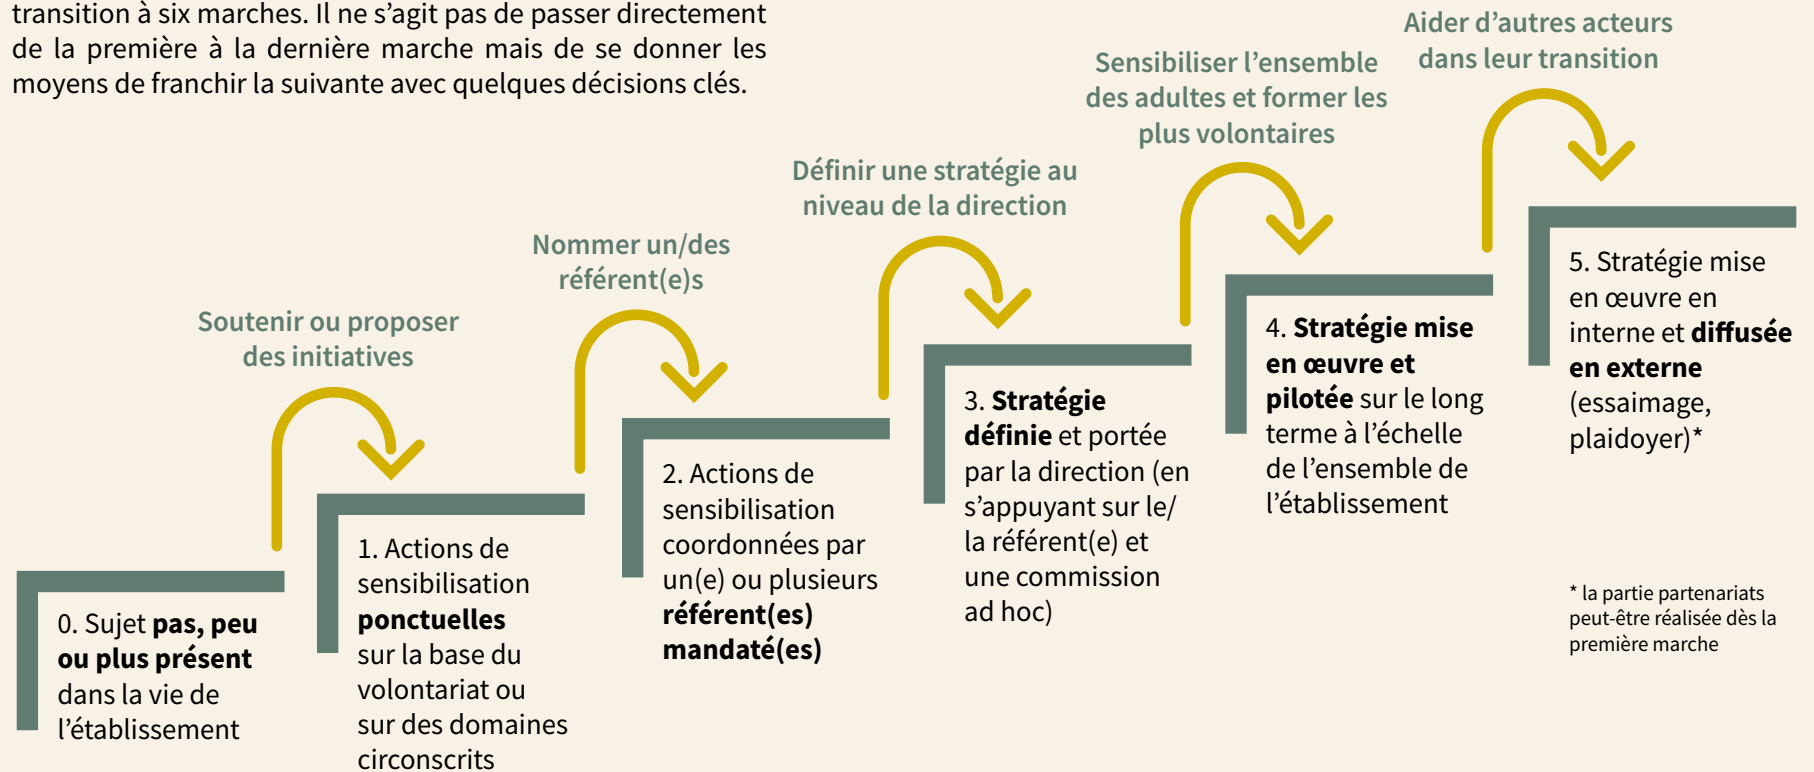 transition à six marches. Il ne s’agit pas de passer directement
de la première à la dernière marche mais de se donner les
moyens de franchir la suivante avec quelques décisions clés.
Soutenir ou proposer
des initiatives
Nommer un/des
référent(e)s
Définir une stratégie au
niveau de la direction
Sensibiliser l’ensemble
des adultes et former les
plus volontaires
Aider d’autres acteurs
dans leur transition
0. Sujet pas, peu
ou plus présent
dans la vie de
l’établissement
1. Actions de
sensibilisation
ponctuelles
sur la base du
volontariat ou
sur des domaines
circonscrits
2. Actions de
sensibilisation
coordonnées par
un(e) ou plusieurs
référent(es)
mandaté(es)
3. Stratégie
définie et portée
par la direction (en
s’appuyant sur le/
la référent(e) et
une commission
ad hoc)
4. Stratégie mise
en œuvre et
pilotée sur le long
terme à l’échelle
de l’ensemble de
l’établissement
5. Stratégie mise
en œuvre en
interne et diffusée
en externe
(essaimage,
plaidoyer)*
* la partie partenariats
peut-être réalisée dès la
première marche